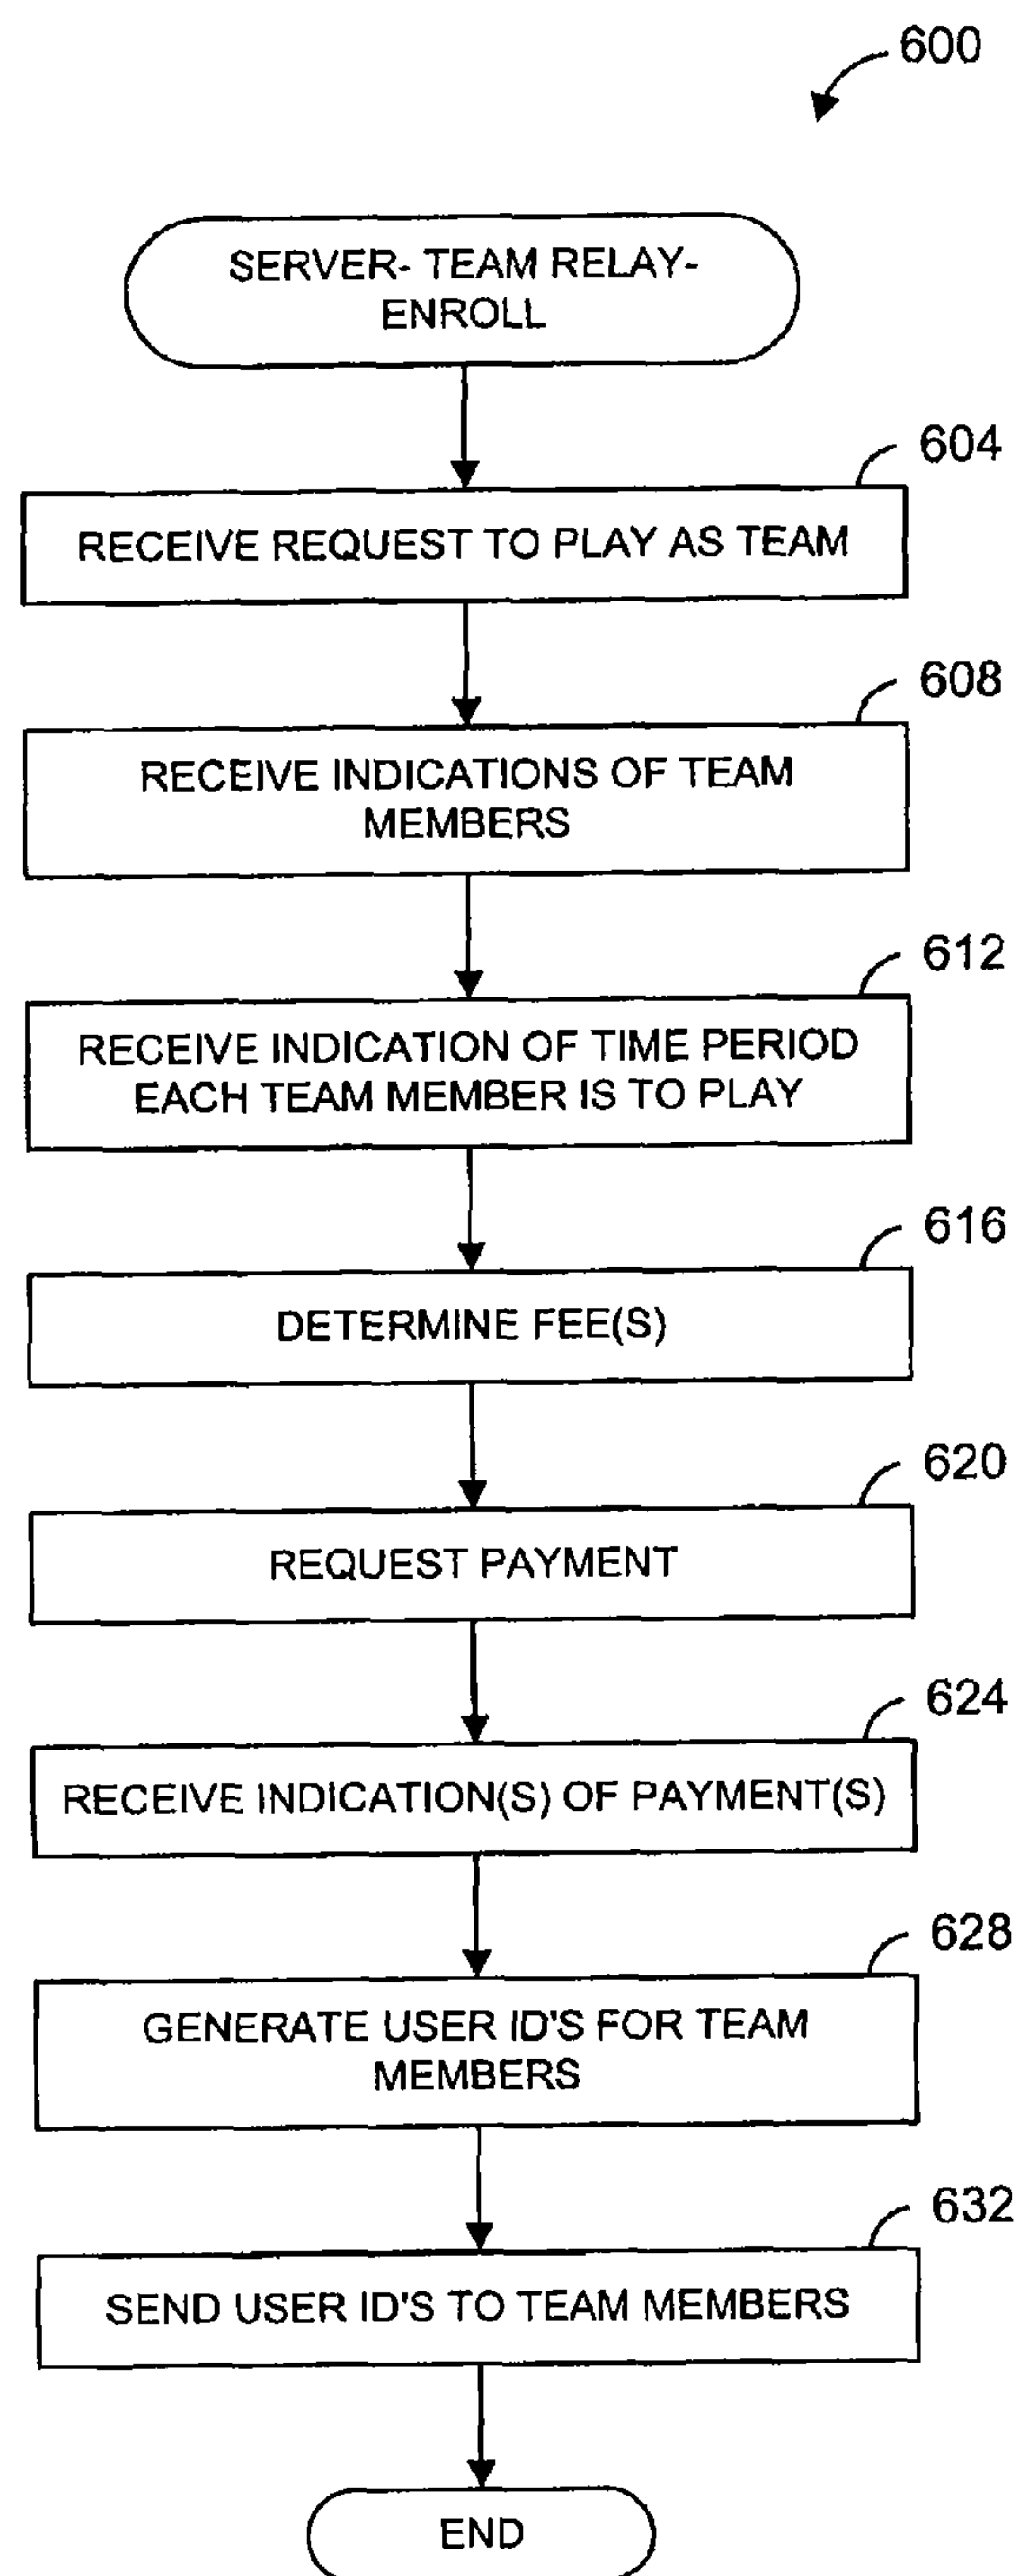 600
SERVER- TEAM RELAY-
ENROLL
604
RECEIVE REQUEST TO PLAY AS TEAM
608
RECEIVE INDICATIONS OF TEAM
MEMBERS
612
RECEIVE INDICATION OF TIME PERIOD
EACH TEAM MEMBER IS TO PLAY
616
DETERMINE FEE(S)
620
REQUEST PAYMENT
624
RECEIVE INDICATION(S) OF PAYMENT(S)
628
GENERATE USER ID'S FOR TEAM
MEMBERS
632
SEND USER ID'S TO TEAM MEMBERS
END